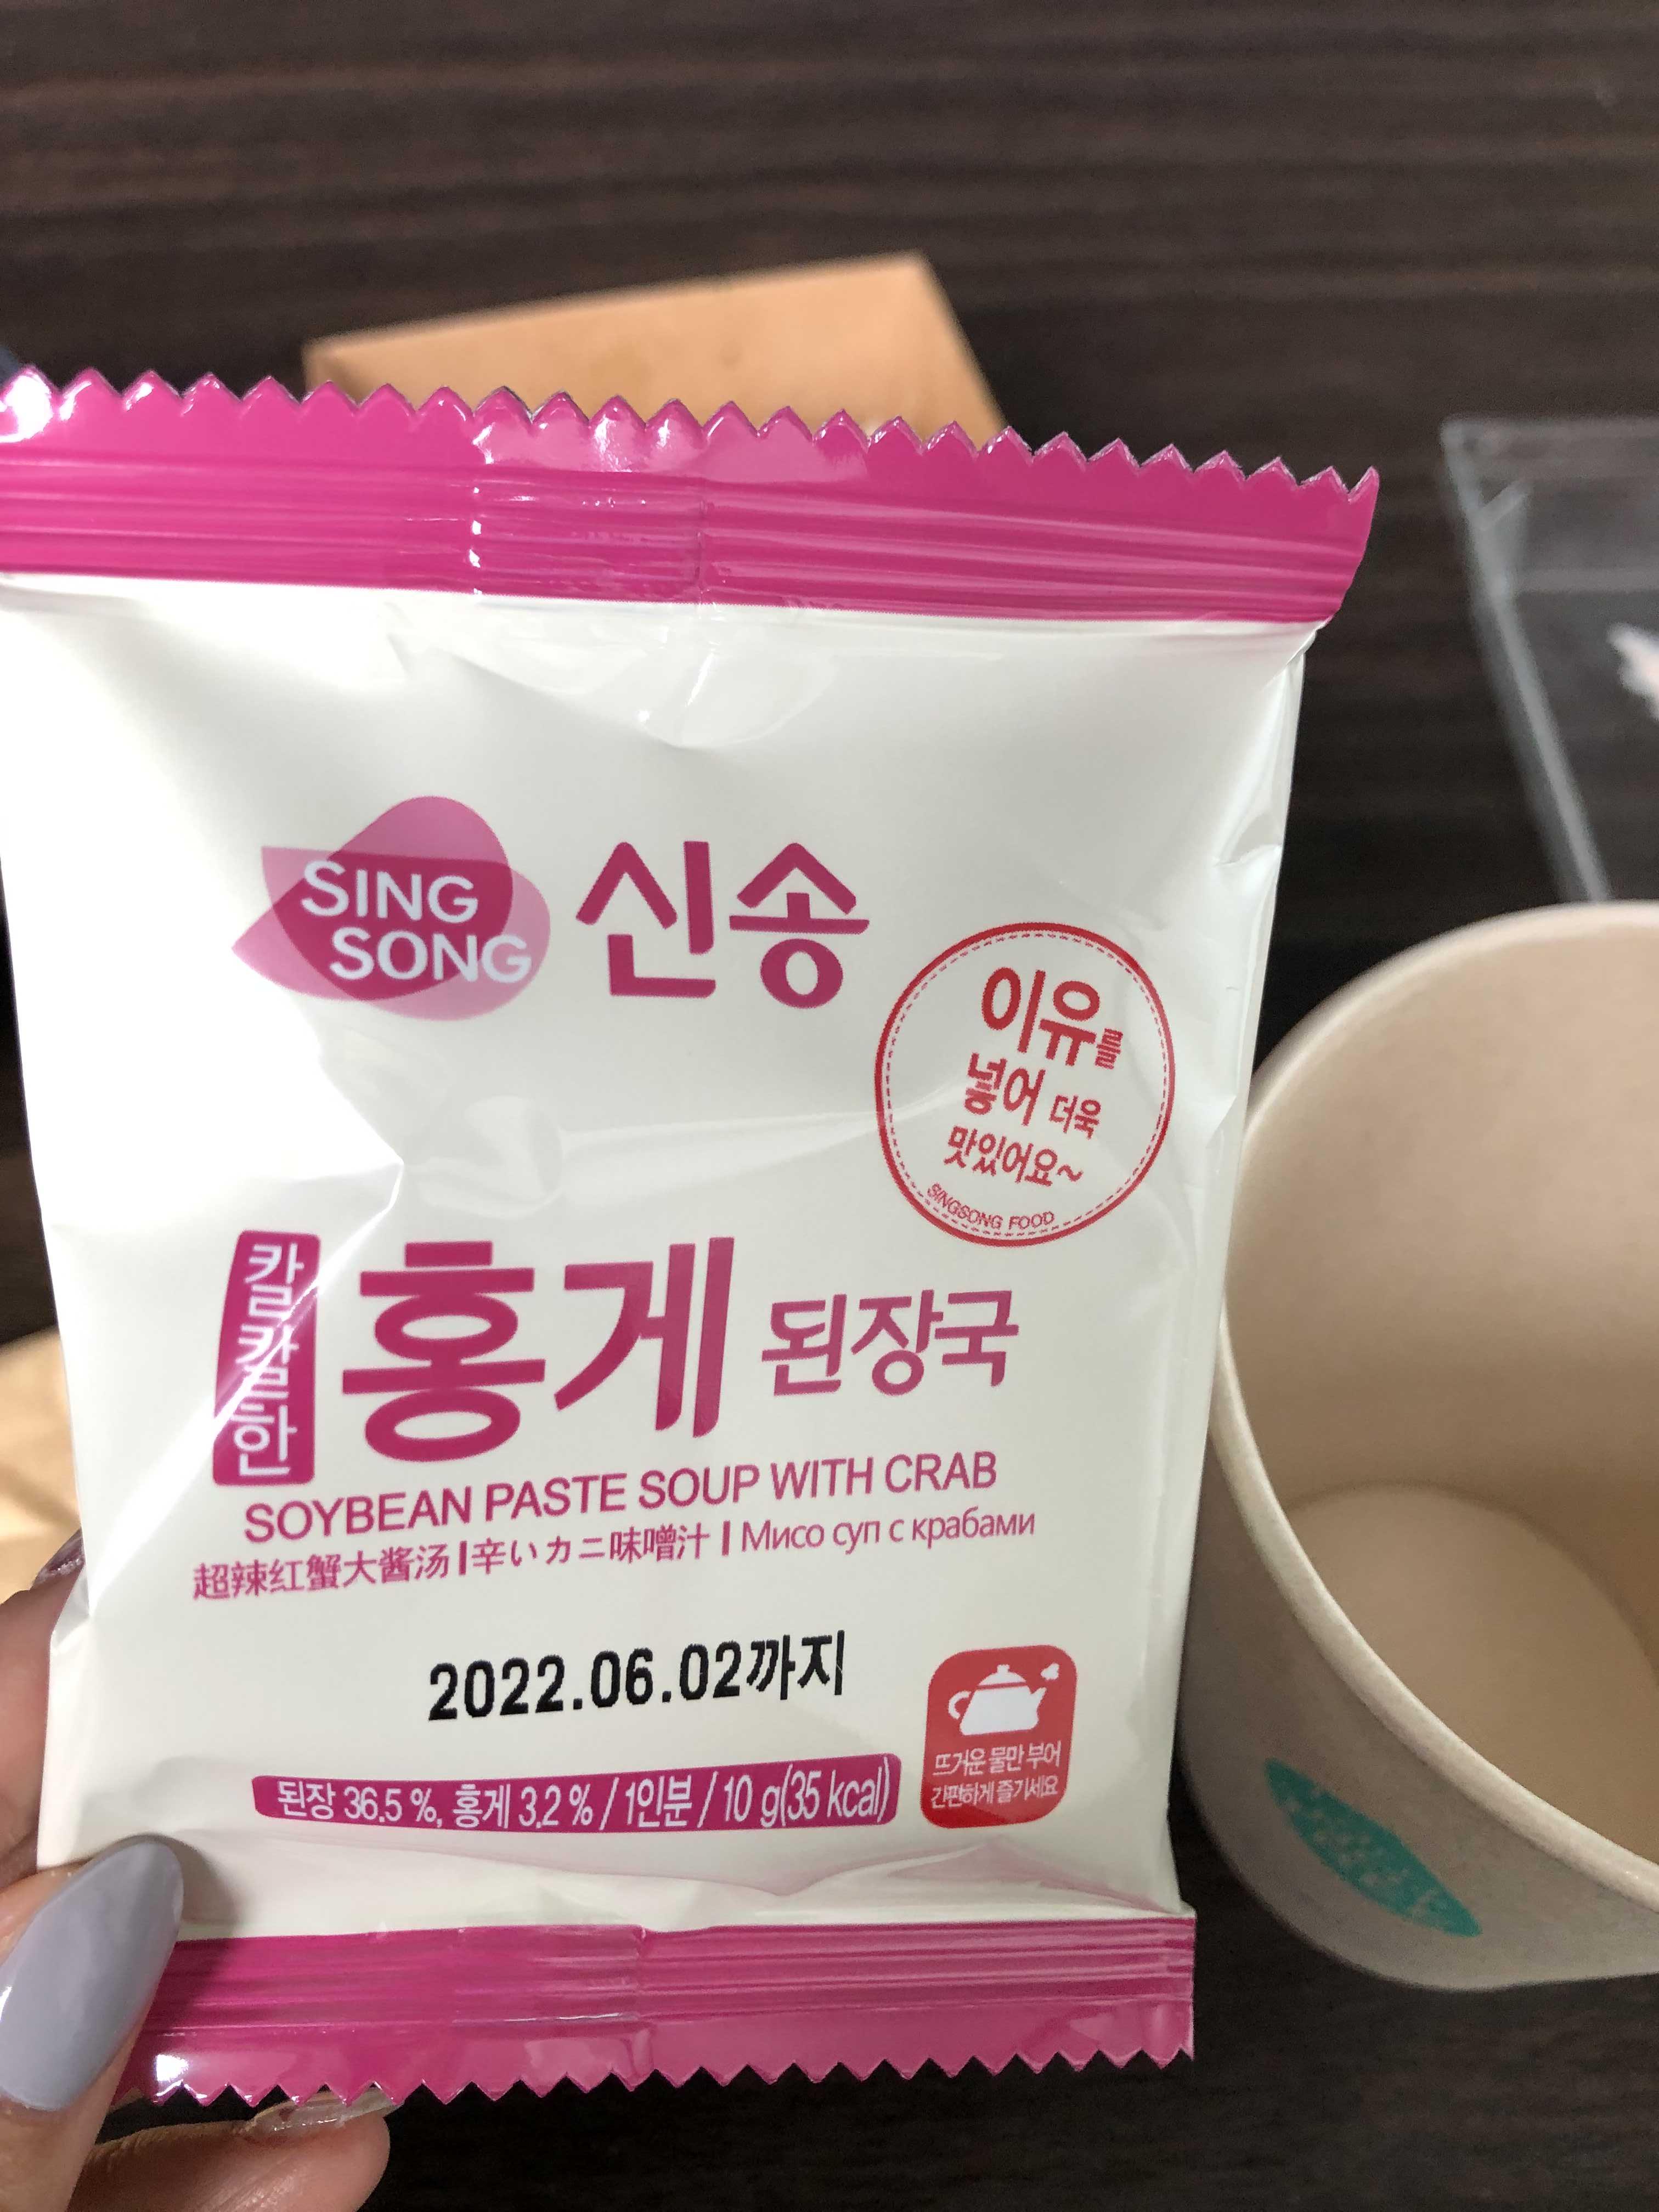 SING
SONG
신송
이유를
넣어 더욱
맛있어요~
SINGSONG FOOD
칼칼한
홍게 된장국
SOYBEAN PASTE SOUP WITH CRAB
超辣红蟹大酱汤 | 辛いカニ味噌汁 | Мисо суп с крабами
2022.06.02까지
된장 36.5 %, 홍게 3.2 % / 1인분 / 10 g(35 kcal)
뜨거운 물만 부어
간편하게 즐기세요